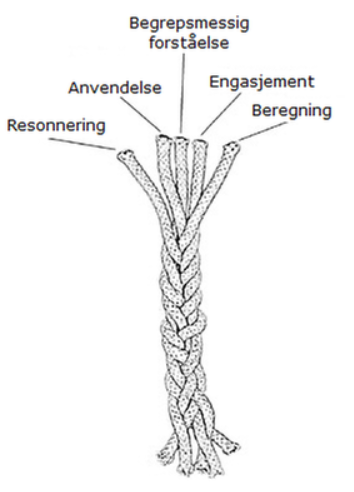 Begrepsmessig
forståelse
Anvendelse
Engasjement
Resonnering
Beregning